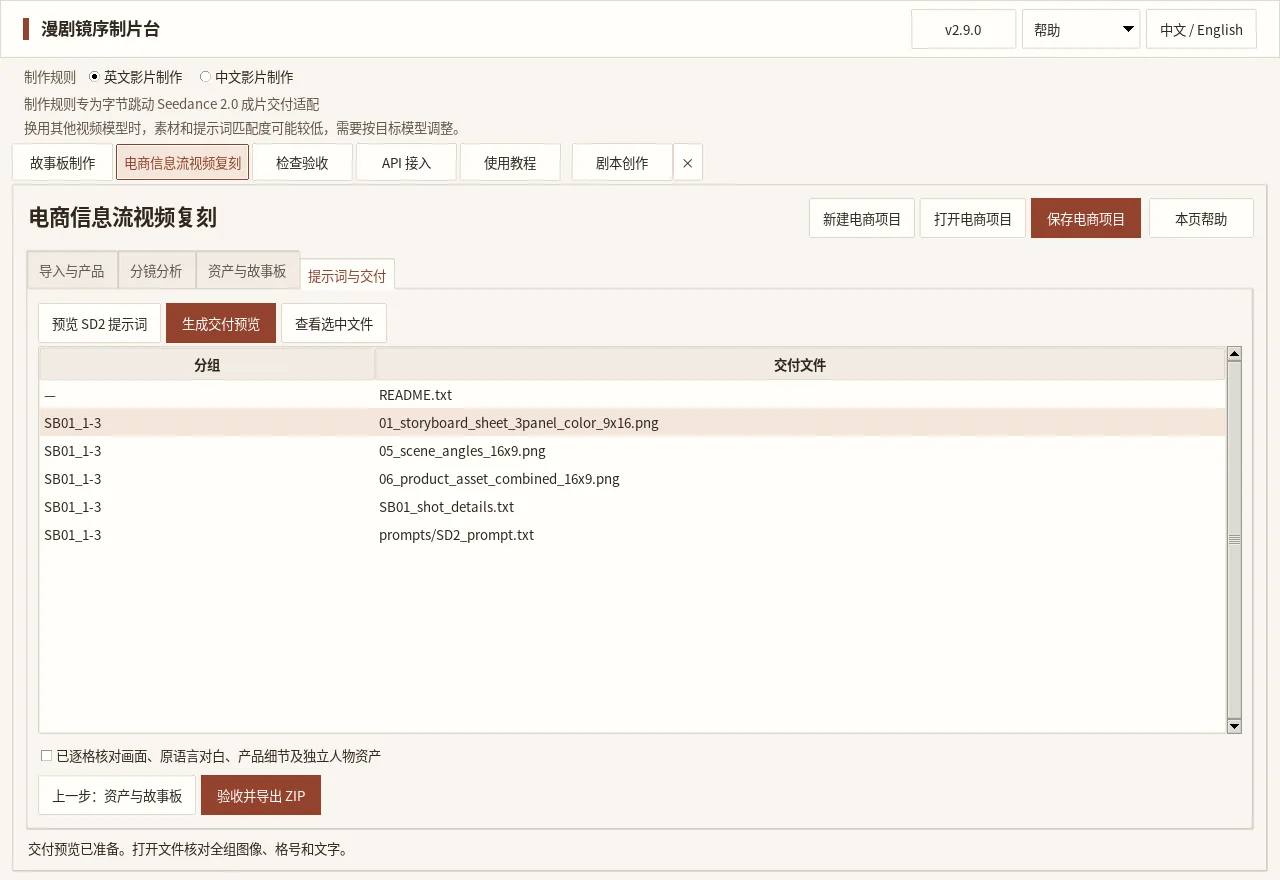 漫剧镜序制片台
v2.9.0
帮助
中文 / English
制作规则 英文影片制作 中文影片制作
制作规则专为字节跳动 Seedance 2.0 成片交付适配
换用其他视频模型时，素材和提示词匹配度可能较低，需要按目标模型调整。
故事板制作 电商信息流视频复刻 检查验收 API 接入 使用教程 剧本创作 ×
电商信息流视频复刻
新建电商项目 打开电商项目 保存电商项目 本页帮助
导入与产品 分镜分析 资产与故事板 提示词与交付
预览 SD2 提示词 生成交付预览 查看选中文件
分组 交付文件
— README.txt
SB01_1-3 01_storyboard_sheet_3panel_color_9x16.png
SB01_1-3 05_scene_angles_16x9.png
SB01_1-3 06_product_asset_combined_16x9.png
SB01_1-3 SB01_shot_details.txt
SB01_1-3 prompts/SD2_prompt.txt
已逐格核对画面、原语言对白、产品细节及独立人物资产
上一步：资产与故事板 验收并导出 ZIP
交付预览已准备。打开文件核对全组图像、格号和文字。